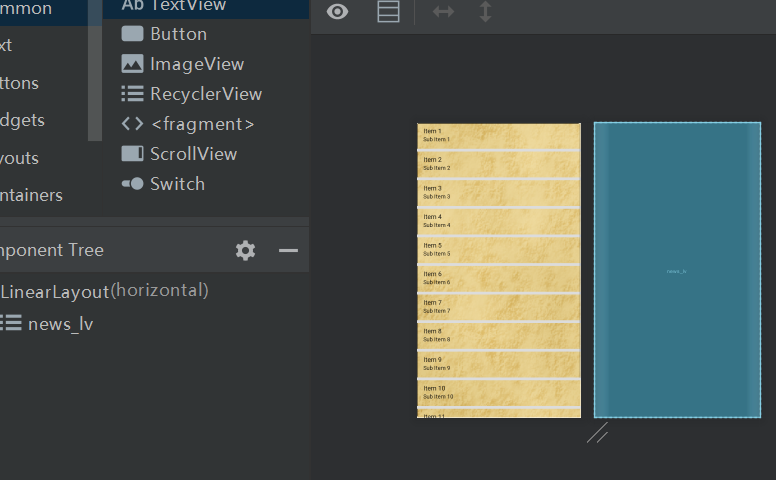 mmon
xt
ttons
dgets
youts
ntainers
Ab TextView
Button
ImageView
RecyclerView
<fragment>
ScrollView
Switch
mponent Tree
LinearLayout(horizontal)
news_lv
Item 1
Sub Item 1
Item 2
Sub Item 2
Item 3
Sub Item 3
Item 4
Sub Item 4
Item 5
Sub Item 5
Item 6
Sub Item 6
Item 7
Sub Item 7
Item 8
Sub Item 8
Item 9
Sub Item 9
Item 10
Sub Item 10
Item 11
news_lv